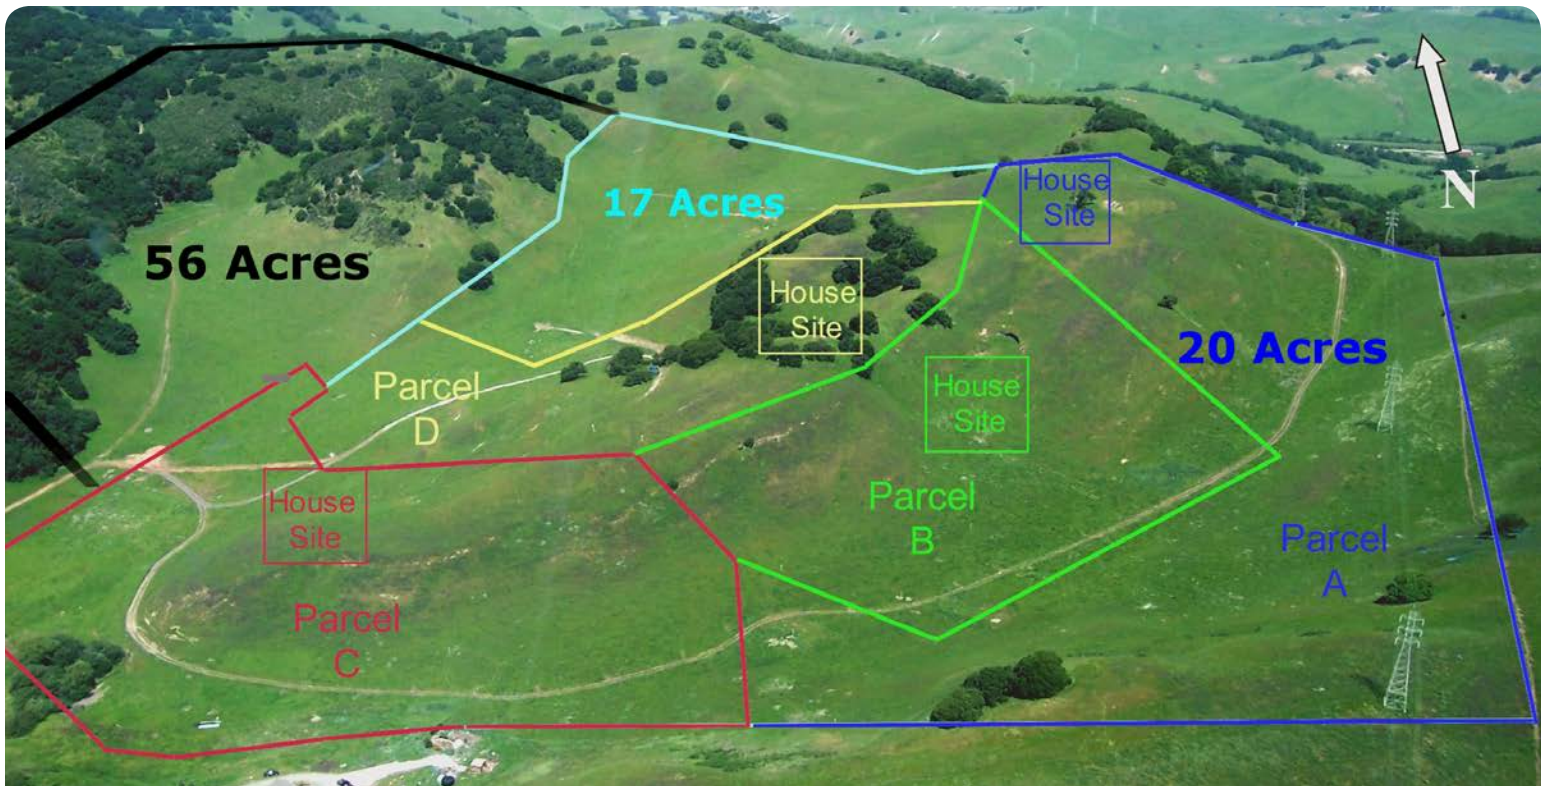 N
17 Acres
56 Acres
House
Site
House
Site
20 Acres
Parcel
D
House
Site
Parcel
B
House
Site
Parcel
A
Parcel
C